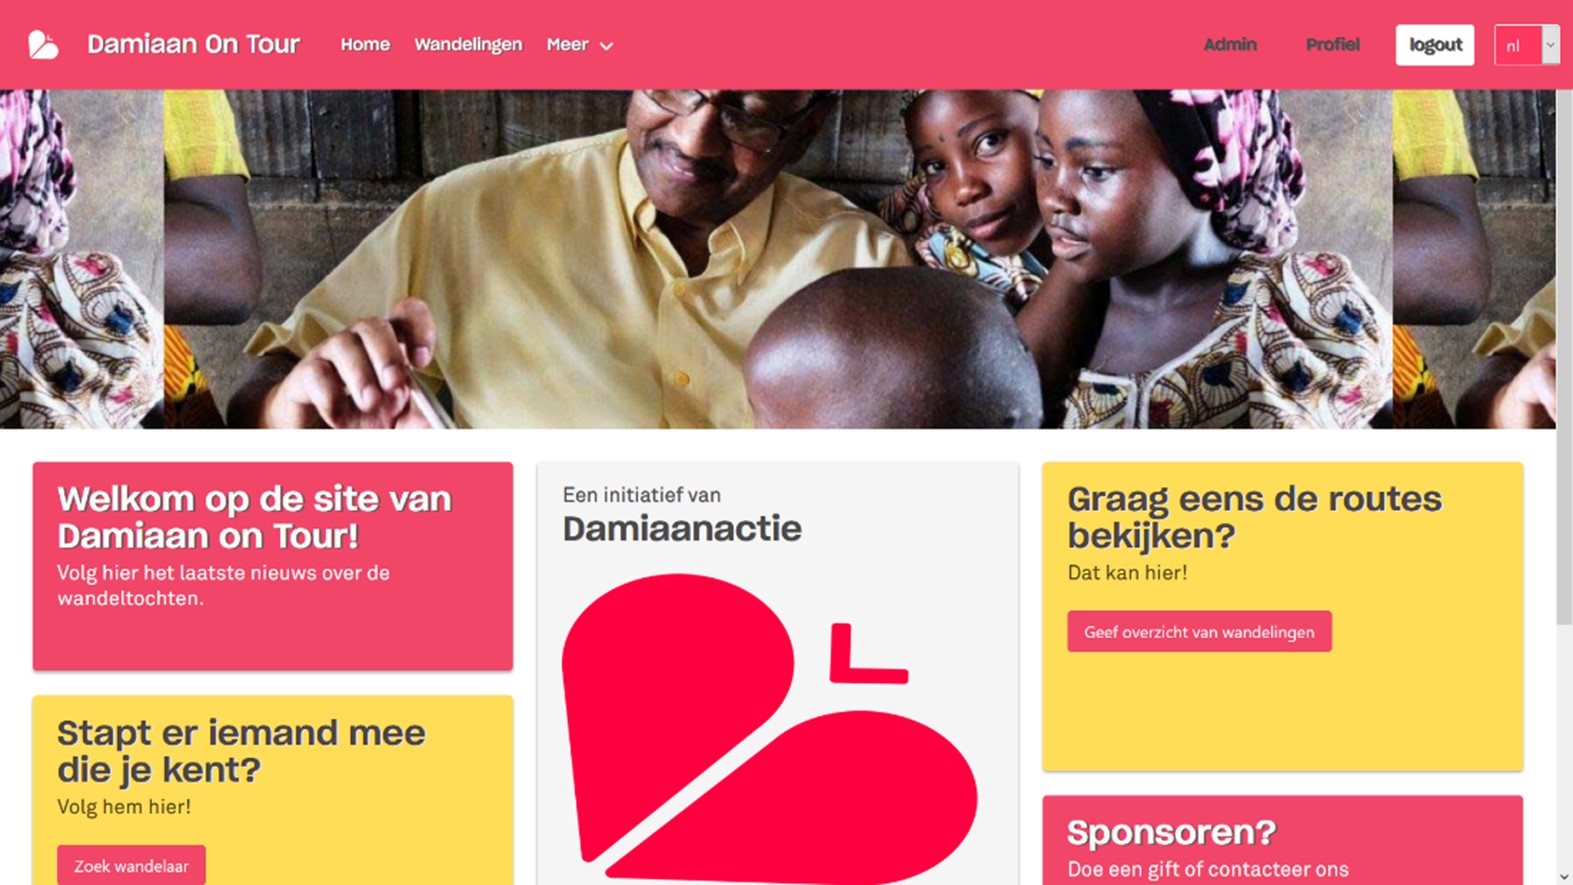 Damiaan On Tour
Home
Wandelingen
Meer
Admin
Profiel
logout
nl
Welkom op de site van
Damiaan on Tour!
Volg hier het laatste nieuws over de
wandeltochten.
Stapt er iemand mee
die je kent?
Volg hem hier!
Zoek wandelaar
Een initiatief van
Damiaanactie
Graag eens de routes
bekijken?
Dat kan hier!
Geef overzicht van wandelingen
Sponsoren?
Doe een gift of contacteer ons